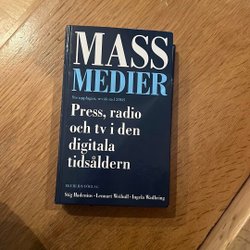 MASS
MEDIER
Press, radio
och tv i den
digitala
tidsåldern
Stig Hadenius · Lennart Weibull · Ingela Wadbring